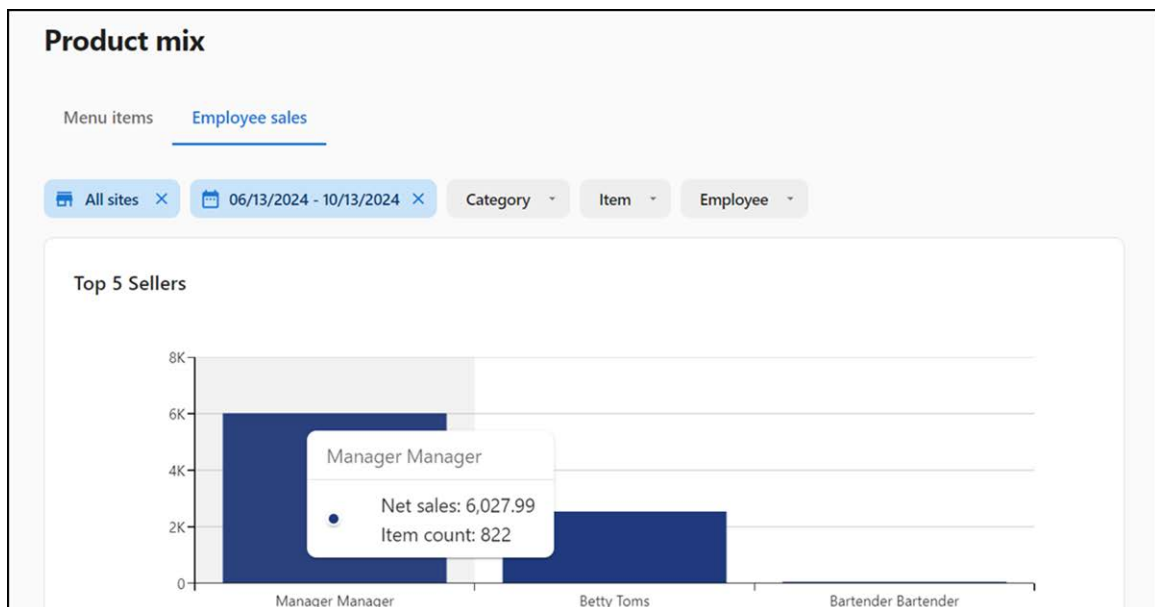 Product mix
Menu items Employee sales
All sites 06/13/2024 - 10/13/2024 Category Item Employee
Top 5 Sellers
8K
6K
4K
2K
0
Manager Manager
Net sales: 6,027.99
Item count: 822
Manager Manager Betty Toms Bartender Bartender